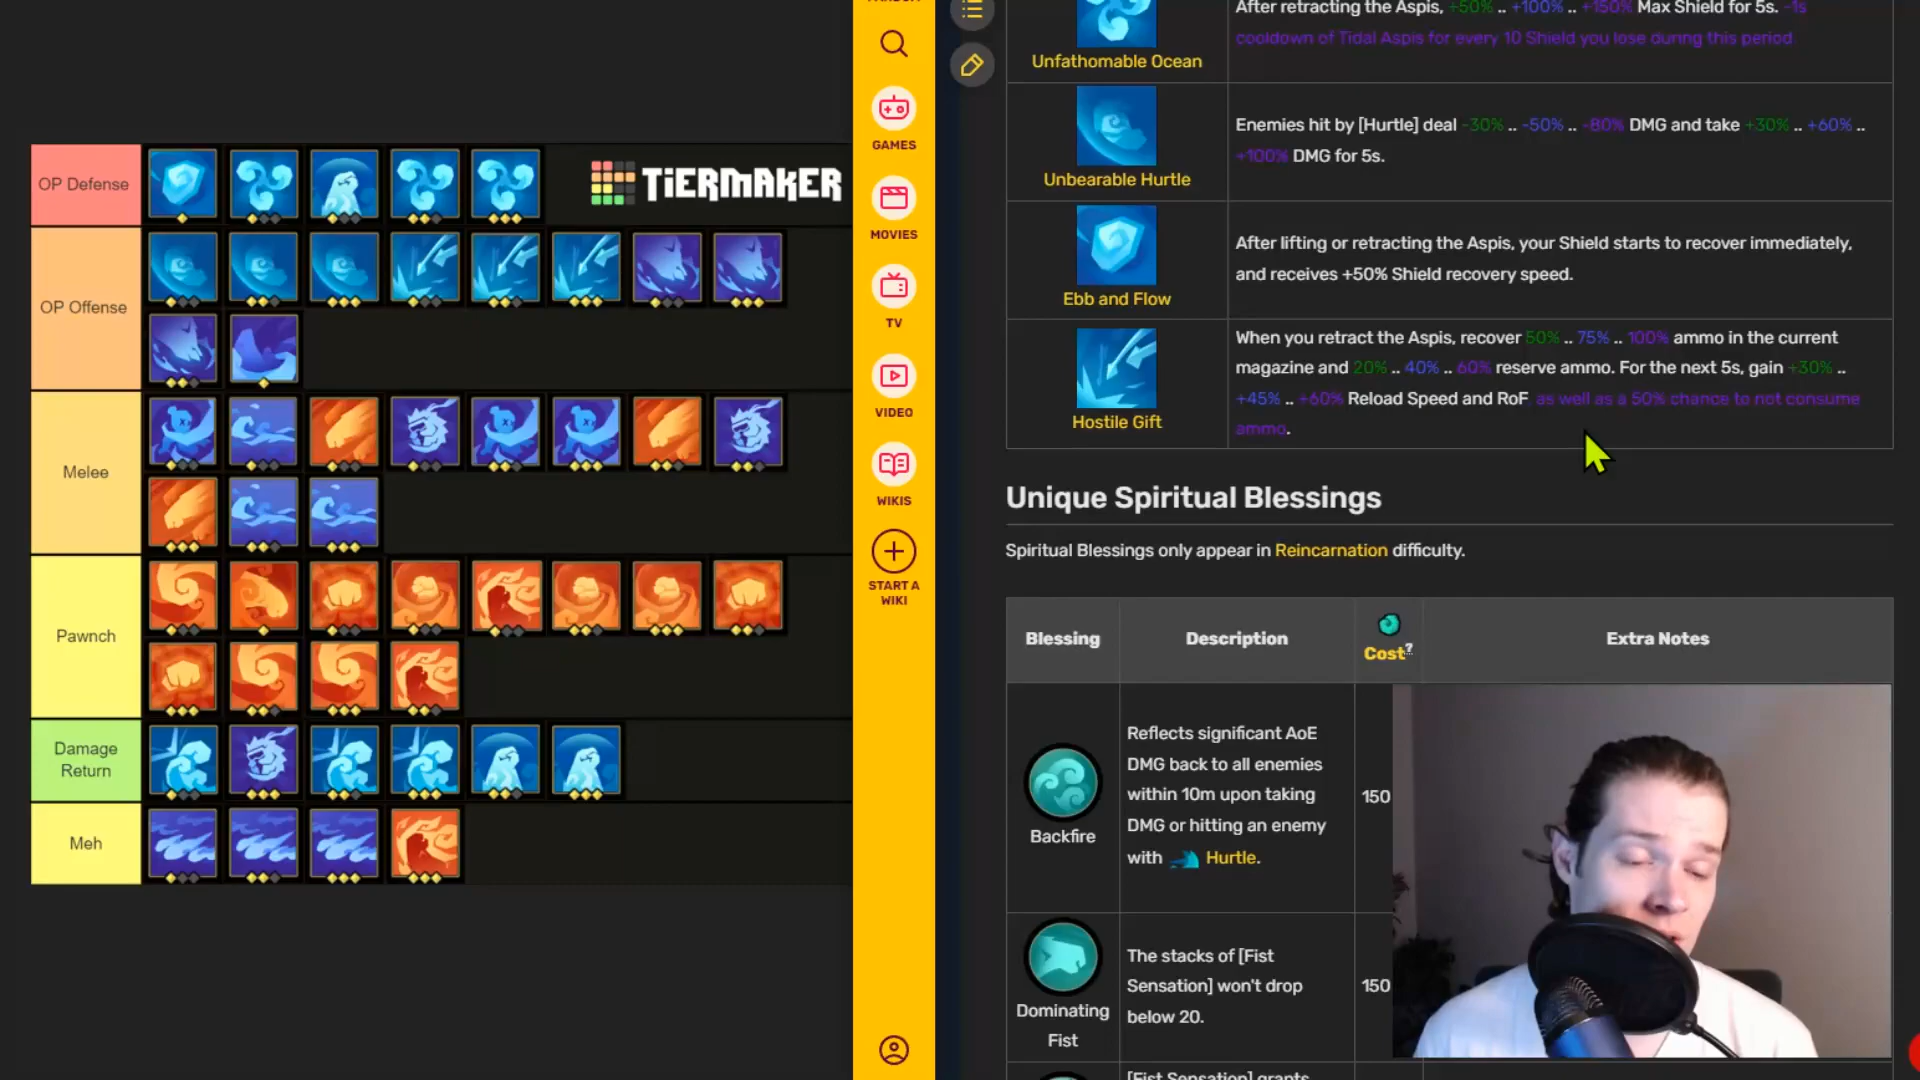 OP Defense
TiERMAKER
OP Offense
Melee
Pawnch
Damage
Return
Meh
GAMES
MOVIES
TV
VIDEO
WIKIS
START A
WIKI
After retracting the Aspis, +50% .. +100% .. +150% Max Shield for 5s. -1s
cooldown of Tidal Aspis for every 10 Shield you lose during this period
Unfathomable Ocean
Enemies hit by [Hurtle] deal -30% .. -50% .. -80% DMG and take +30% .. +60% ..
+100% DMG for 5s.
Unbearable Hurtle
After lifting or retracting the Aspis, your Shield starts to recover immediately,
and receives +50% Shield recovery speed.
Ebb and Flow
When you retract the Aspis, recover 50% .. 75% .. 100% ammo in the current
magazine and 20% .. 40% .. 60% reserve ammo. For the next 5s, gain +30% ..
+45% .. +60% Reload Speed and RoF as well as a 50% chance to not consume
ammo.
Hostile Gift
Unique Spiritual Blessings
Spiritual Blessings only appear in Reincarnation difficulty.
Blessing
Description
Cost?
Extra Notes
Reflects significant AoE
DMG back to all enemies
within 10m upon taking
DMG or hitting an enemy
with Hurtle.
Backfire
150
The stacks of [Fist
Sensation] won't drop
below 20.
Dominating
Fist
150
[Fist Sensation] grants